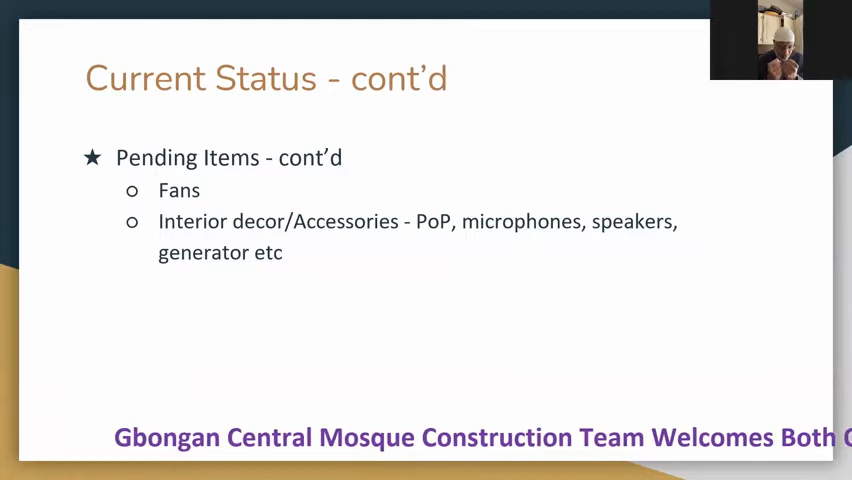 Current Status - cont’d
★ Pending Items - cont’d
○ Fans
○ Interior decor/Accessories - PoP, microphones, speakers,
generator etc
Gbongan Central Mosque Construction Team Welcomes Both